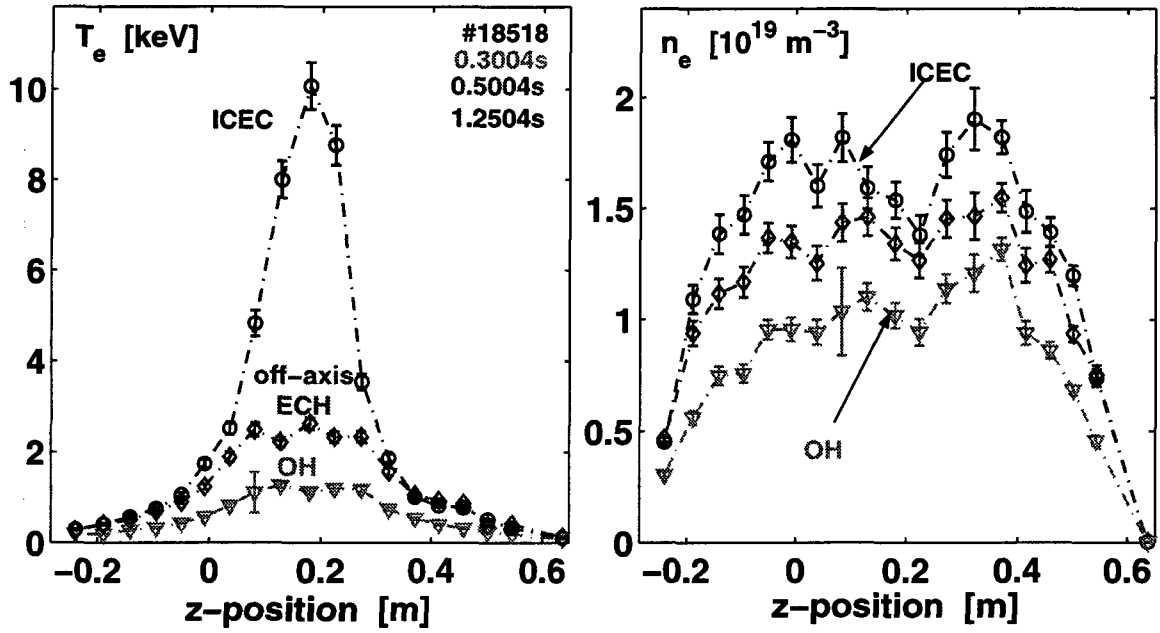 T_e [keV]
#18518
0.3004s
0.5004s
1.2504s
ICEC
off-axis
ECH
OH
10
8
6
4
2
0
−0.2 0 0.2 0.4 0.6
z-position [m]
n_e [10^19 m^−3]
ICEC
OH
2
1.5
1
0.5
0
−0.2 0 0.2 0.4 0.6
z-position [m]